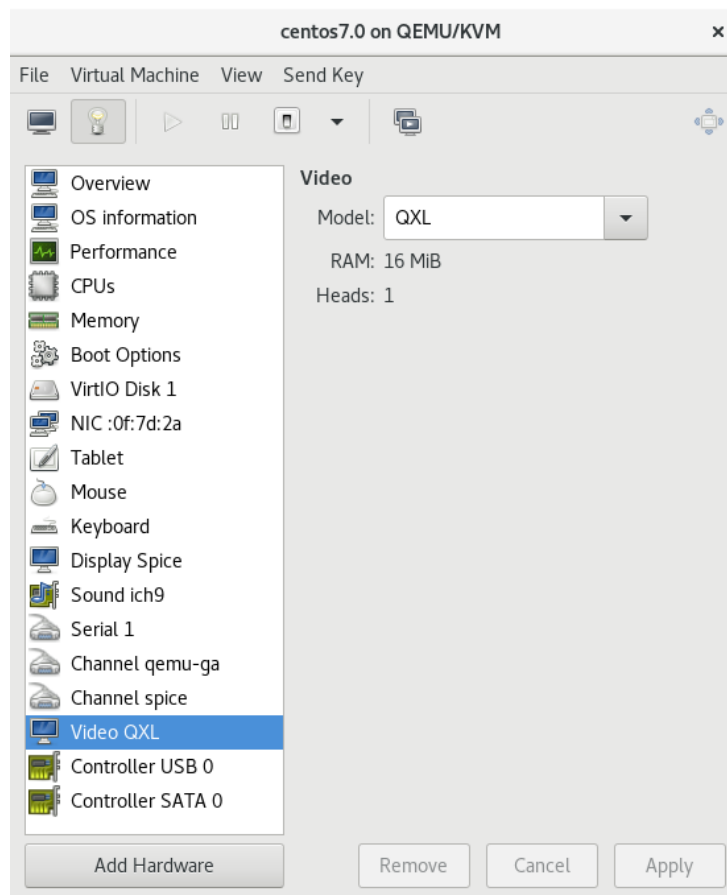 centos7.0 on QEMU/KVM ×
File Virtual Machine View Send Key
Overview
OS information
Performance
CPUs
Memory
Boot Options
VirtIO Disk 1
NIC :0f:7d:2a
Tablet
Mouse
Keyboard
Display Spice
Sound ich9
Serial 1
Channel qemu-ga
Channel spice
Video QXL
Controller USB 0
Controller SATA 0
Add Hardware
Video
Model: QXL
RAM: 16 MiB
Heads: 1
Remove Cancel Apply